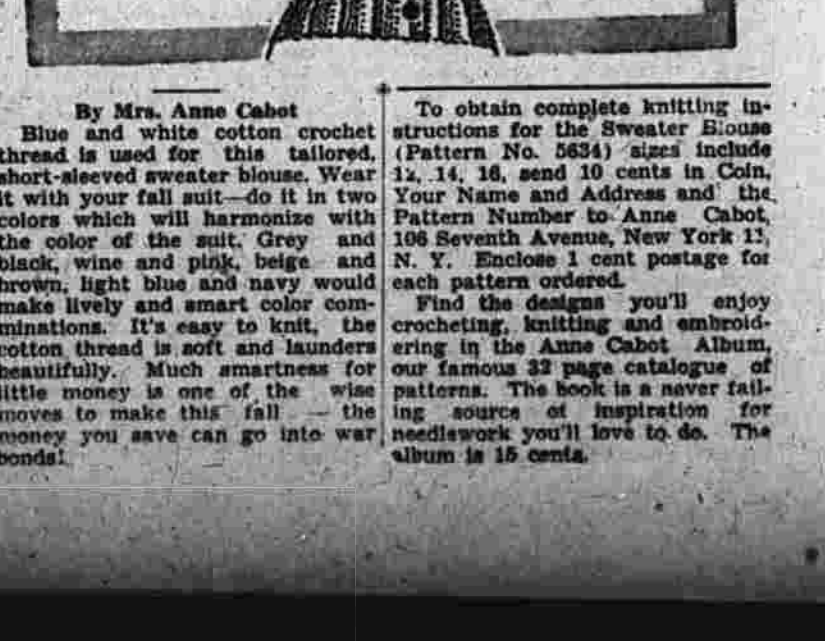 By Mrs. Anne Cabot
Blue and white cotton crochet
thread is used for this tailored,
short-sleeved sweater blouse. Wear
it with your fall suit—do it in two
colors which will harmonize with
the color of the suit. Grey and
black, wine and pink, beige and
brown, light blue and navy would
make lively and smart color com-
minations. It's easy to knit, the
cotton thread is soft and launders
beautifully. Much smartness for
little money is one of the wise
moves to make this fall — the
money you save can go into war
bonds!
To obtain complete knitting in-
structions for the Sweater Blouse
(Pattern No. 5634) sizes include
12, 14, 16, send 10 cents in Coin,
Your Name and Address and the
Pattern Number to Anne Cabot,
106 Seventh Avenue, New York 11,
N. Y. Enclose 1 cent postage for
each pattern ordered.
Find the designs you'll enjoy
crocheting, knitting and embroid-
ering in the Anne Cabot Album,
our famous 32 page catalogue of
patterns. The book is a never fail-
ing source of inspiration for
needlework you'll love to do. The
album is 15 cents.